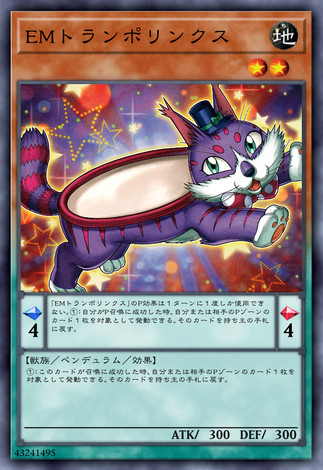 EMトランポリンクス
地
「EMトランポリンクス」のP効果は１ターンに１度しか使用でき
ない。①:自分がP召喚に成功した時、自分または相手のPゾーンの
カード１枚を対象として発動できる。そのカードを持ち主の手札
に戻す。
4
4
【獣族／ペンデュラム／効果】
①:このカードが召喚に成功した時、自分または相手のPゾーンのカード１枚を
対象として発動できる。そのカードを持ち主の手札に戻す。
ATK/ 300 DEF/ 300
43241495